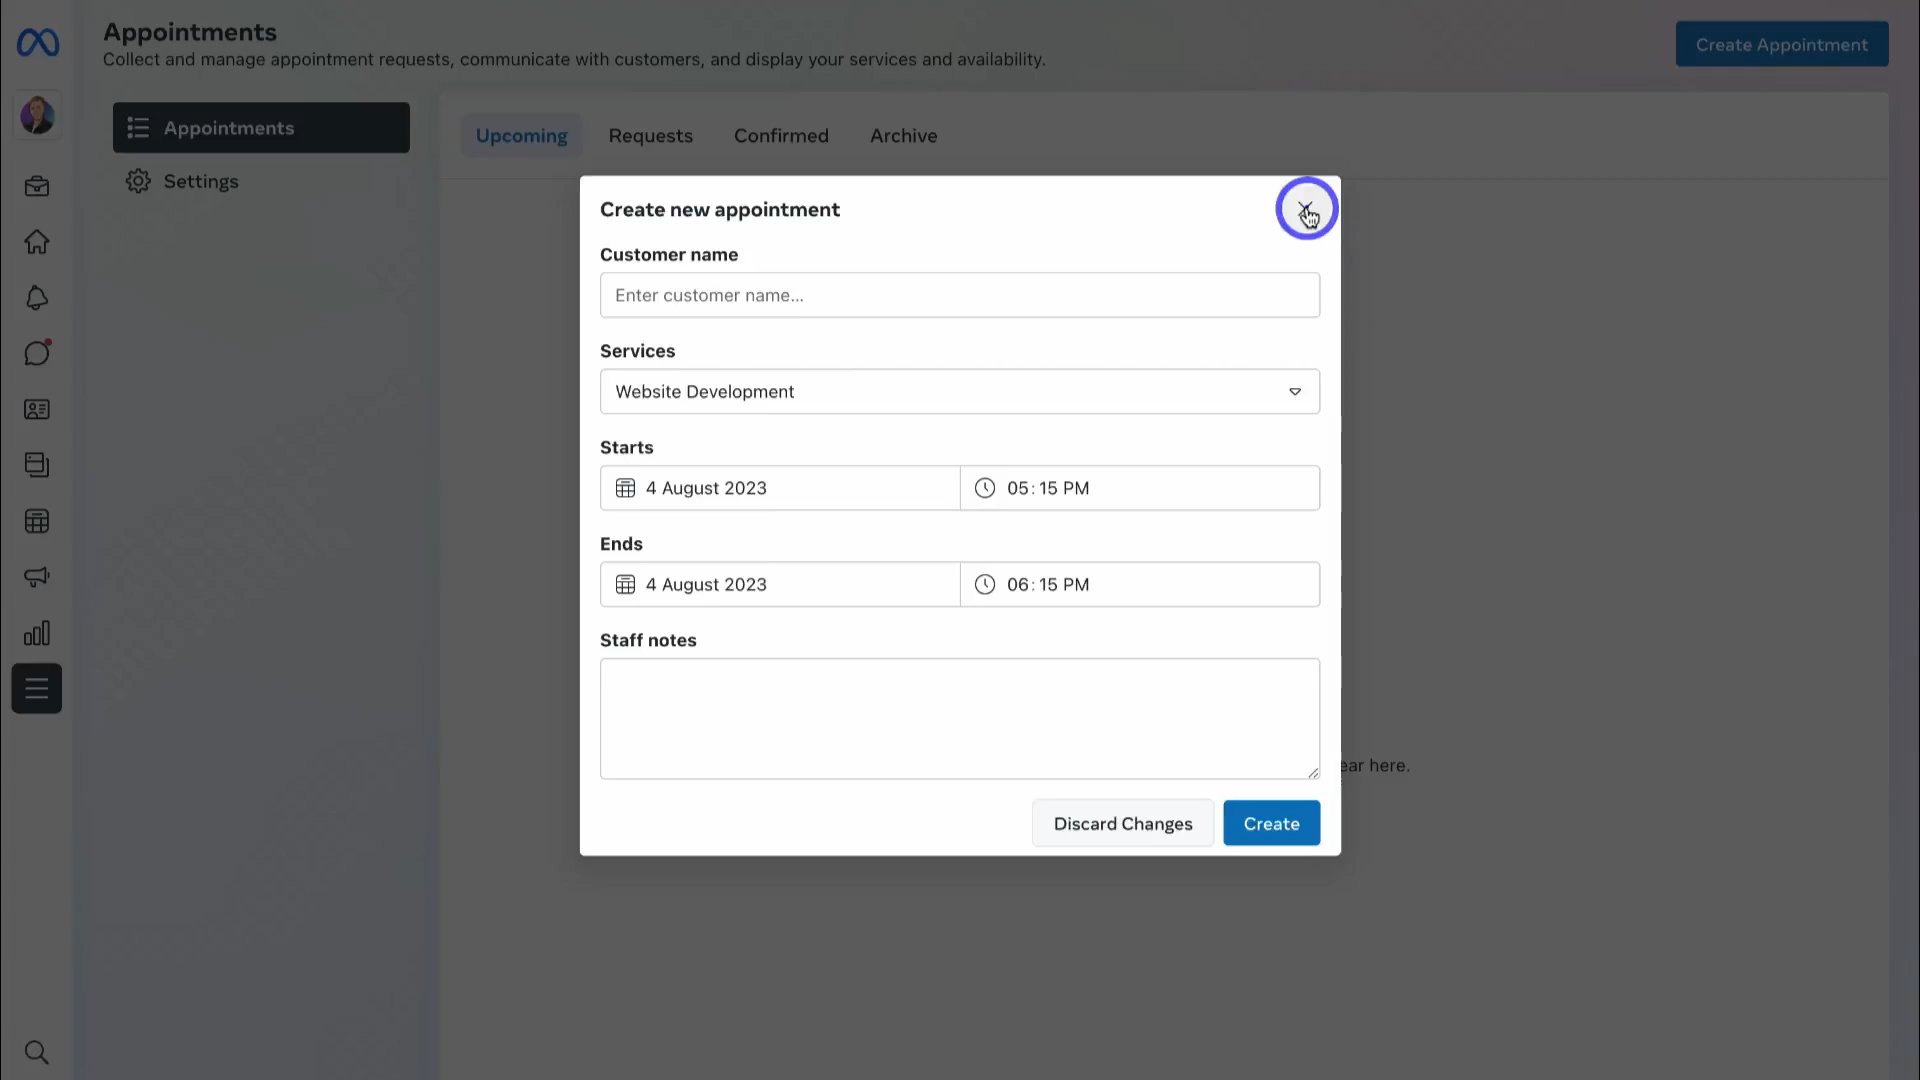 Appointments
Collect and manage appointment requests, communicate with customers, and display your services and availability.
Create Appointment
Appointments
Settings
Upcoming
Requests
Confirmed
Archive
Create new appointment
Customer name
Enter customer name...
Services
Website Development
Starts
4 August 2023
05:15 PM
Ends
4 August 2023
06:15 PM
Staff notes
here.
Discard Changes
Create